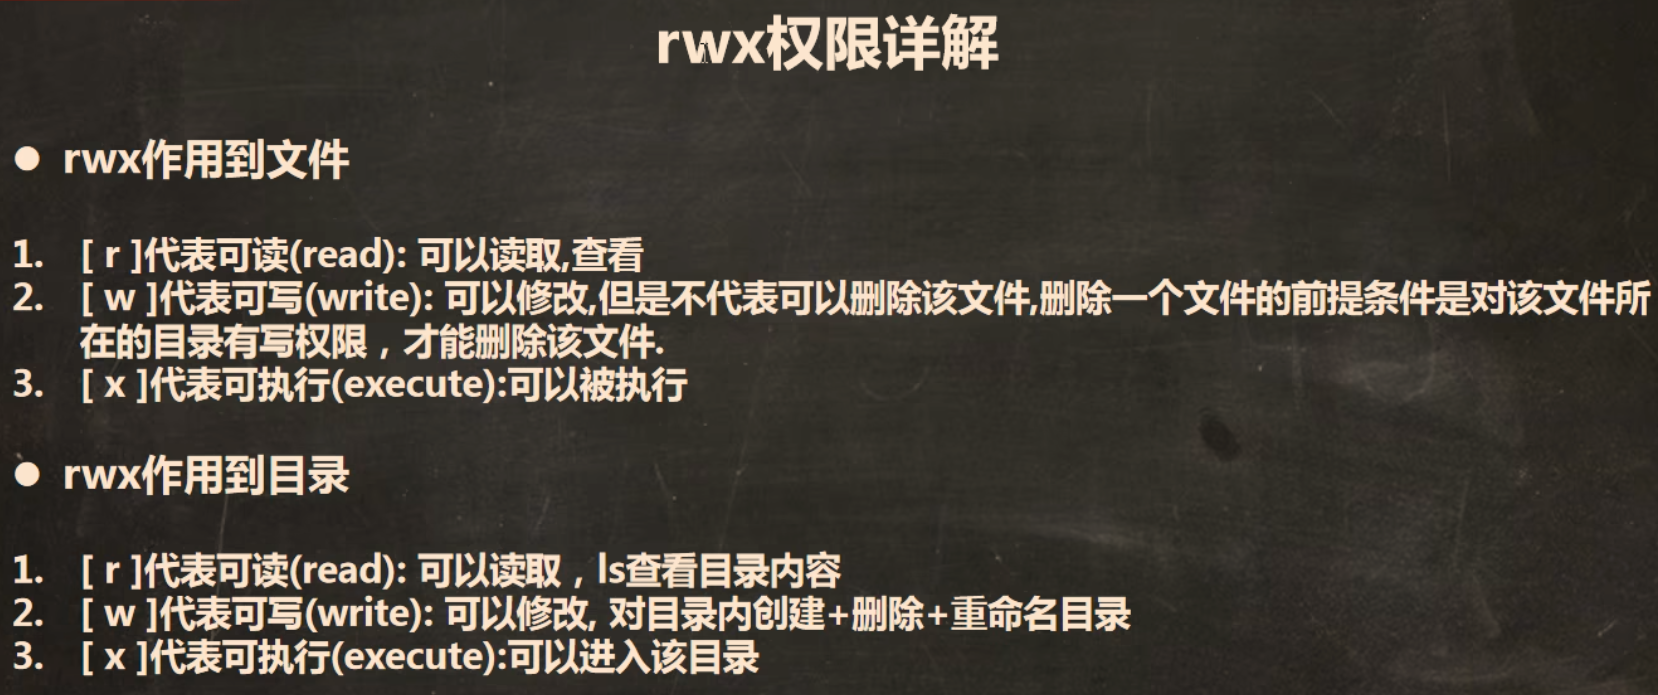 rwx权限详解
● rwx作用到文件
1. [ r ]代表可读(read): 可以读取,查看
2. [ w ]代表可写(write): 可以修改,但是不代表可以删除该文件,删除一个文件的前提条件是对该文件所
在的目录有写权限，才能删除该文件.
3. [ x ]代表可执行(execute):可以被执行
● rwx作用到目录
1. [ r ]代表可读(read): 可以读取，ls查看目录内容
2. [ w ]代表可写(write): 可以修改, 对目录内创建+删除+重命名目录
3. [ x ]代表可执行(execute):可以进入该目录